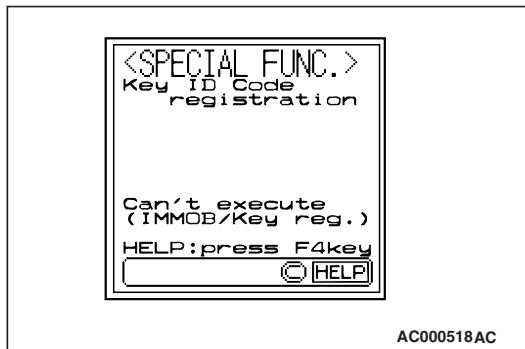 <SPECIAL FUNC.>
Key ID Code
registration
Can't execute
(IMMOB/Key reg.)
HELP:press F4key
Ⓒ HELP
AC000518AC